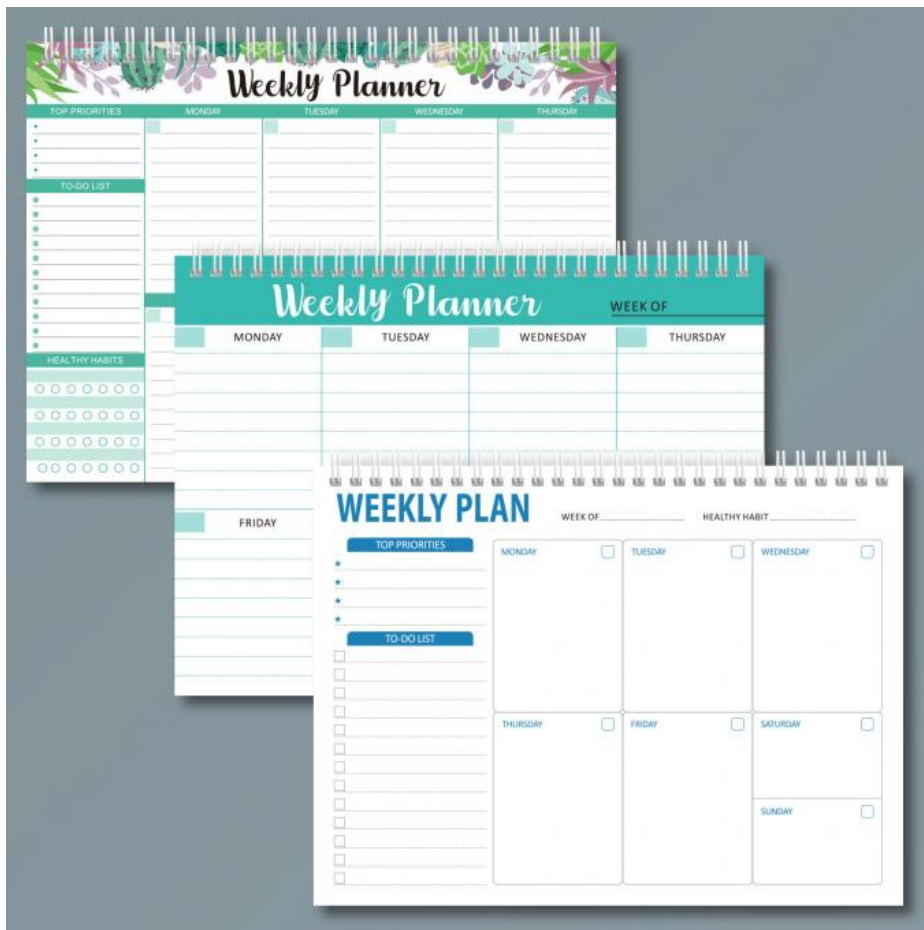 Weekly Planner
TOP PRIORITIES MONDAY TUESDAY WEDNESDAY THURSDAY
TO-DO LIST
HEALTHY HABITS
Weekly Planner WEEK OF
MONDAY TUESDAY WEDNESDAY THURSDAY
FRIDAY
WEEKLY PLAN WEEK OF HEALTHY HABIT
TOP PRIORITIES
MONDAY TUESDAY WEDNESDAY
TO-DO LIST
THURSDAY FRIDAY SATURDAY
SUNDAY